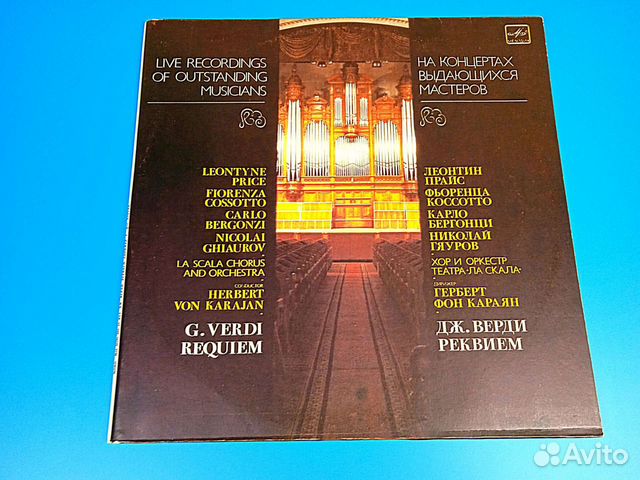 LIVE RECORDINGS
OF OUTSTANDING
MUSICIANS
LEONTYNE
PRICE
FIORENZA
COSSOTTO
CARLO
BERGONZI
NICOLAI
GHIAUROV
LA SCALA CHORUS
AND ORCHESTRA
CONDUCTOR
HERBERT
VON KARAJAN
G. VERDI
REQUIEM
НА КОНЦЕРТАХ
ВЫДАЮЩИХСЯ
МАСТЕРОВ
ЛЕОНТИН
ПРАЙС
ФЬОРЕНЦА
КОССОТТО
КАРЛО
БЕРГОНЦИ
НИКОЛАЙ
ГЯУРОВ
ХОР И ОРКЕСТР
ТЕАТРА «ЛА СКАЛА»
ДИРИЖЕР
ГЕРБЕРТ
ФОН КАРАЯН
ДЖ. ВЕРДИ
РЕКВИЕМ
Avito